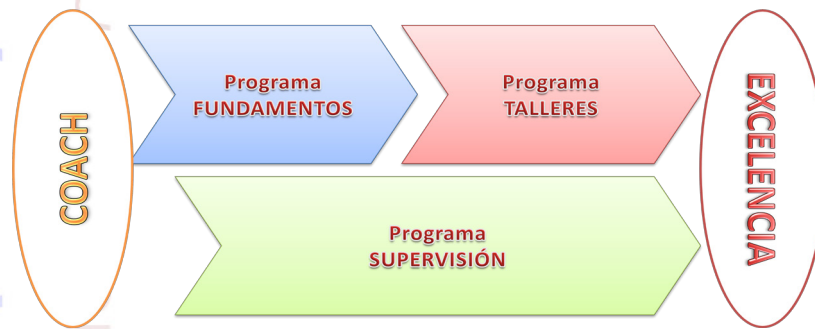 COACH
Programa
FUNDAMENTOS
Programa
TALLERES
Programa
SUPERVISIÓN
EXCELENCIA